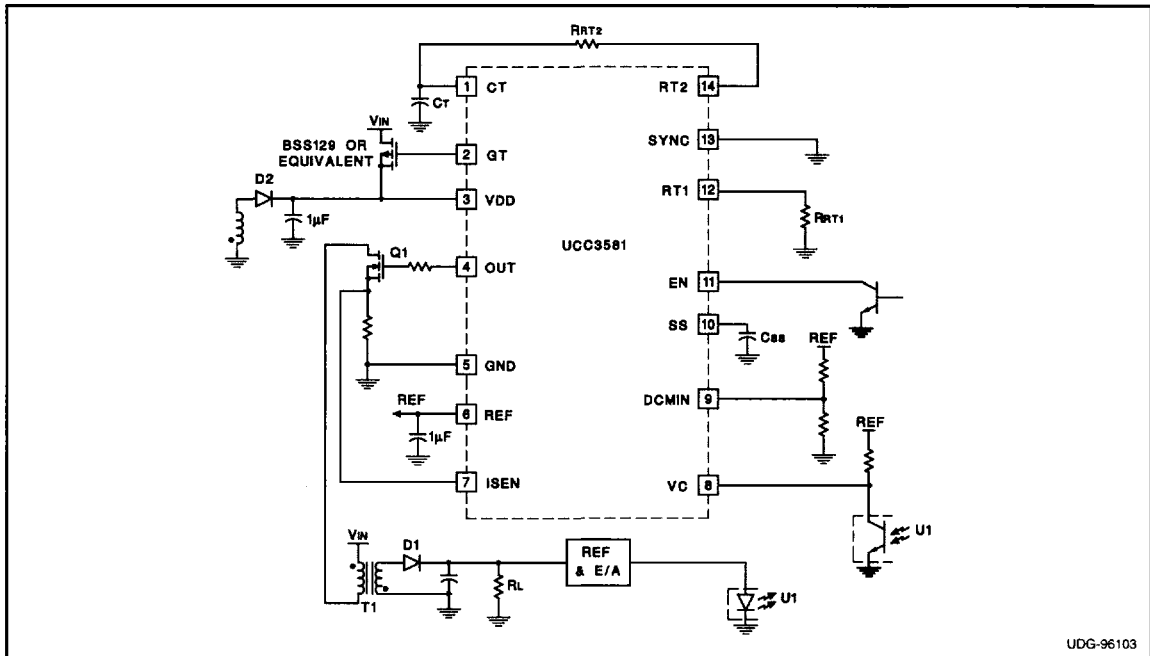 RRT2
1 CT
CT
RT2 14
VIN
BSS129 OR
EQUIVALENT
2 GT
SYNC 13
D2
3 VDD
1µF
RT1 12
RRT1
UCC3581
Q1
4 OUT
EN 11
SS 10
CSS
REF
5 GND
REF
6 REF
1µF
DCMIN 9
REF
7 ISEN
VC 8
U1
VIN
D1
T1
RL
REF
& E/A
U1
UDG-96103